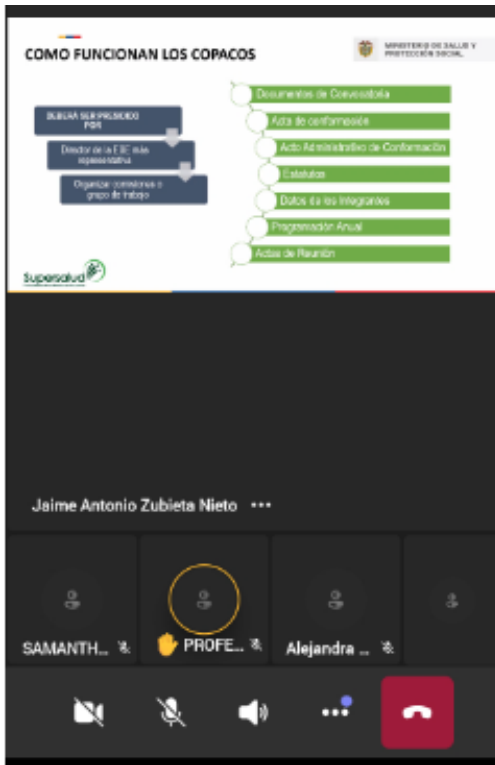 COMO FUNCIONAN LOS COPACOS
MINISTERIO DE SALUD Y
PROTECCIÓN SOCIAL
DEBERÁ SER PRESIDIDO
POR
Director de la ESE más
representativa
Organizar comisiones o
grupo de trabajo
Documentos de Convocatoria
Acta de conformación
Acto Administrativo de Conformación
Estatutos
Datos de los Integrantes
Programación Anual
Actas de Reunión
Supersalud
Jaime Antonio Zubieta Nieto
SAMANTH...
PROFE...
Alejandra ...